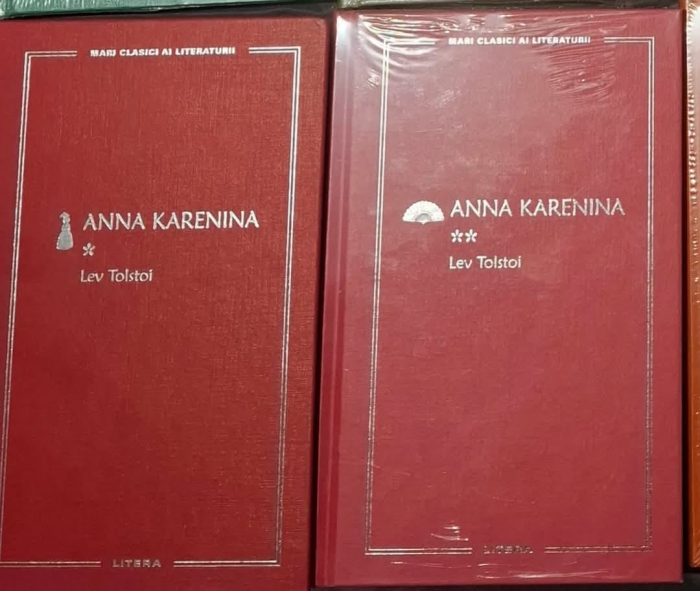 MARI CLASICI AI LITERATURII
ANNA KARENINA
*
Lev Tolstoi
LITERA
MARI CLASICI AI LITERATURII
ANNA KARENINA
**
Lev Tolstoi
LITERA